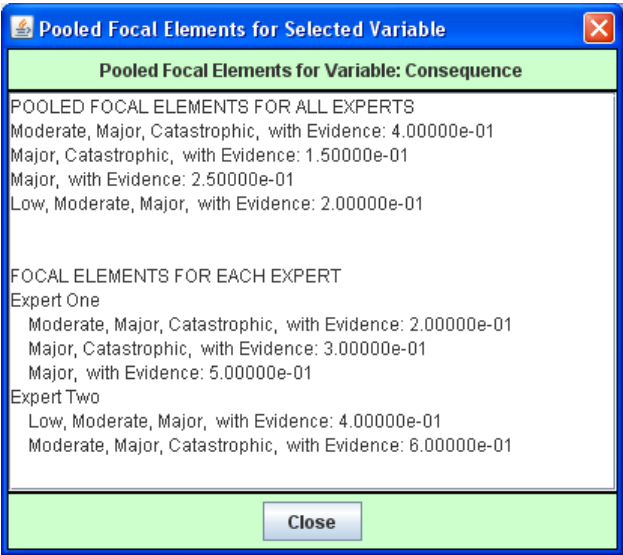 Pooled Focal Elements for Selected Variable
Pooled Focal Elements for Variable: Consequence
POOLED FOCAL ELEMENTS FOR ALL EXPERTS
Moderate, Major, Catastrophic,  with Evidence: 4.00000e-01
Major, Catastrophic,  with Evidence: 1.50000e-01
Major,  with Evidence: 2.50000e-01
Low, Moderate, Major,  with Evidence: 2.00000e-01
FOCAL ELEMENTS FOR EACH EXPERT
Expert One
Moderate, Major, Catastrophic,  with Evidence: 2.00000e-01
Major, Catastrophic,  with Evidence: 3.00000e-01
Major,  with Evidence: 5.00000e-01
Expert Two
Low, Moderate, Major,  with Evidence: 4.00000e-01
Moderate, Major, Catastrophic,  with Evidence: 6.00000e-01
Close